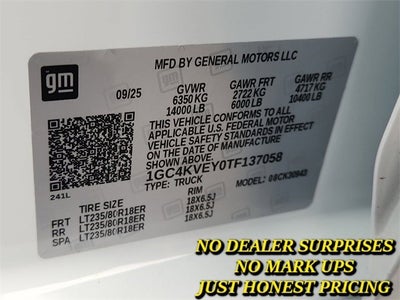 gm
MFD BY GENERAL MOTORS LLC
09/25 GVWR GAWR FRT GAWR RR
6350 KG 2722 KG 4717 KG
14000 LB 6000 LB 10400 LB
THIS VEHICLE CONFORMS TO ALL
APPLICABLE U.S. FEDERAL MOTOR
VEHICLE SAFETY
STANDARDS IN EFFECT ON THE DATE OF
MANUFACTURE SHOWN ABOVE.
1GC4KVEY0TF137058
TYPE: TRUCK MODEL: 08CK30943
241L
TIRE SIZE RIM
FRT LT235/80R18ER 18X6.5J
RR LT235/80R18ER 18X6.5J
SPA LT235/80R18ER 18X6.5J
NO DEALER SURPRISES
NO MARK UPS
JUST HONEST PRICING